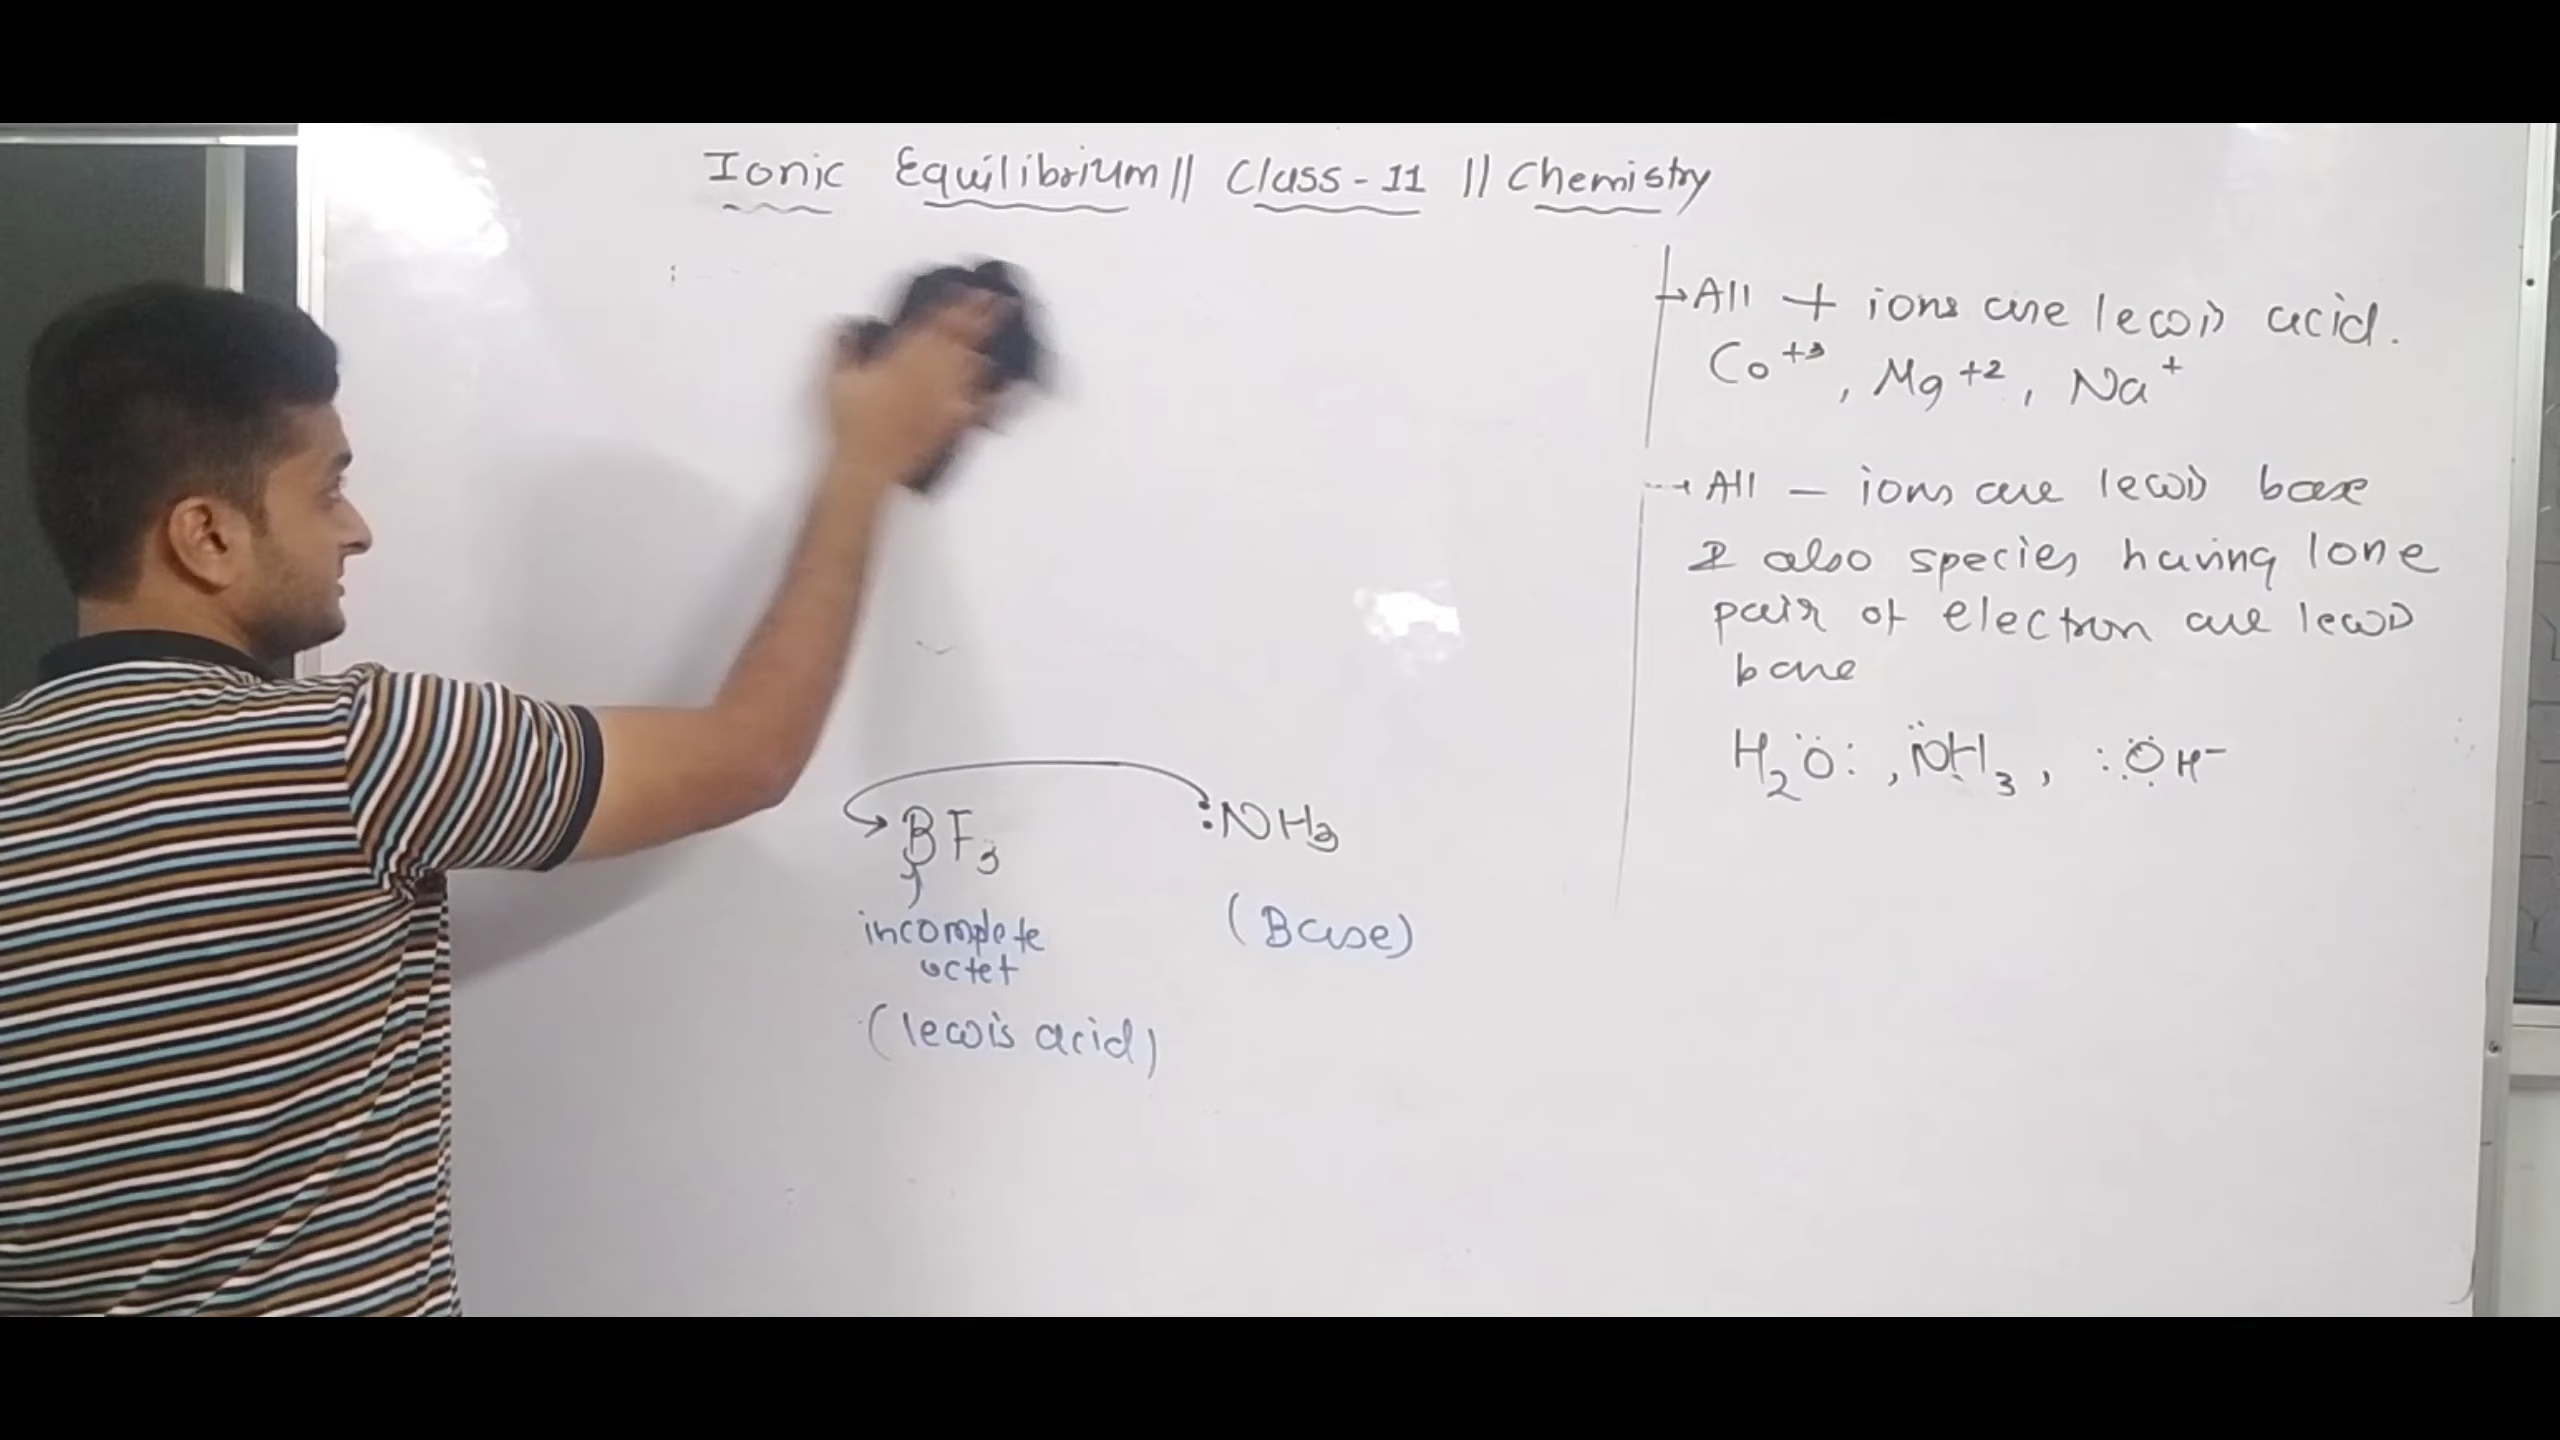 Ionic Equilibrium || Class-11 || Chemistry
→ All + ions are lewis acid.
Co+3, Mg+2, Na+
→ All - ions are lewis base
& also species having lone
pair of electron are lewis
base
H2Ö:, N̈H3, :ÖH-
BF3 :NH3
incomplete
octet
(Base)
(lewis acid)